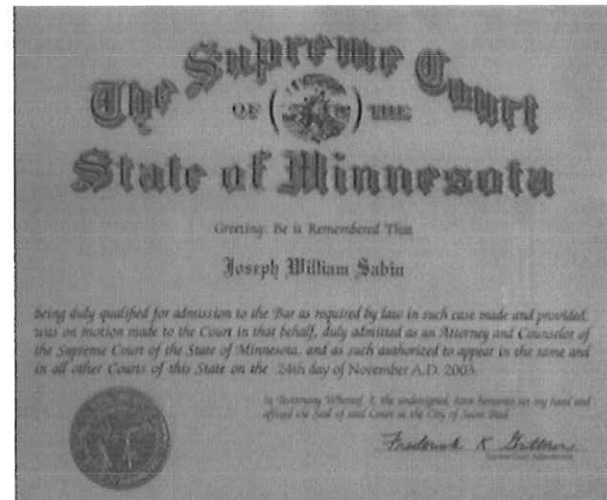 The Supreme Court
OF THE
State of Minnesota
Greeting: Be it Remembered That
Joseph William Sabin
being duly qualified for admission to the Bar as required by law in such case made and provided,
was on motion made to the Court in that behalf, duly admitted as an Attorney and Counselor of
the Supreme Court of the State of Minnesota, and as such authorized to appear in the same and
in all other Courts of this State on the 24th day of November A.D. 2003.
In Testimony Whereof, I, the undersigned, have hereunto set my hand and
affixed the Seal of said Court in the City of Saint Paul
Frederick K